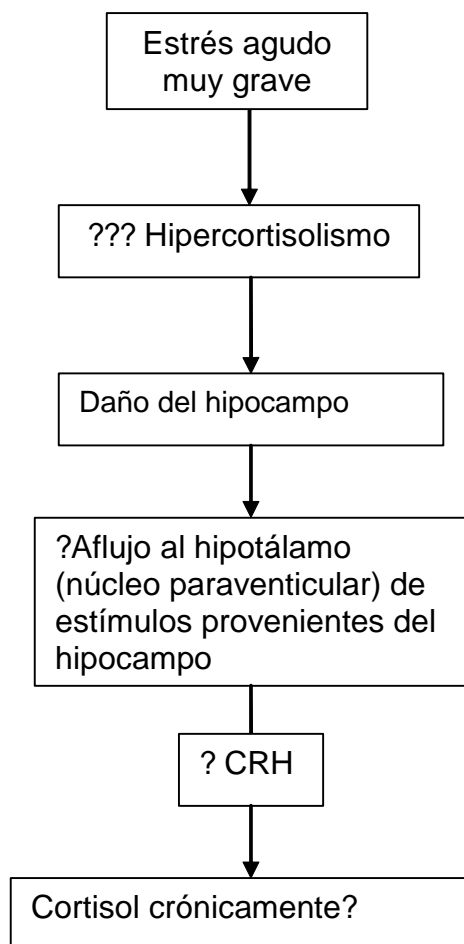 Estrés agudo
muy grave
??? Hipercortisolismo
Daño del hipocampo
?Aflujo al hipotálamo
(núcleo paraventicular) de
estímulos provenientes del
hipocampo
? CRH
Cortisol crónicamente?